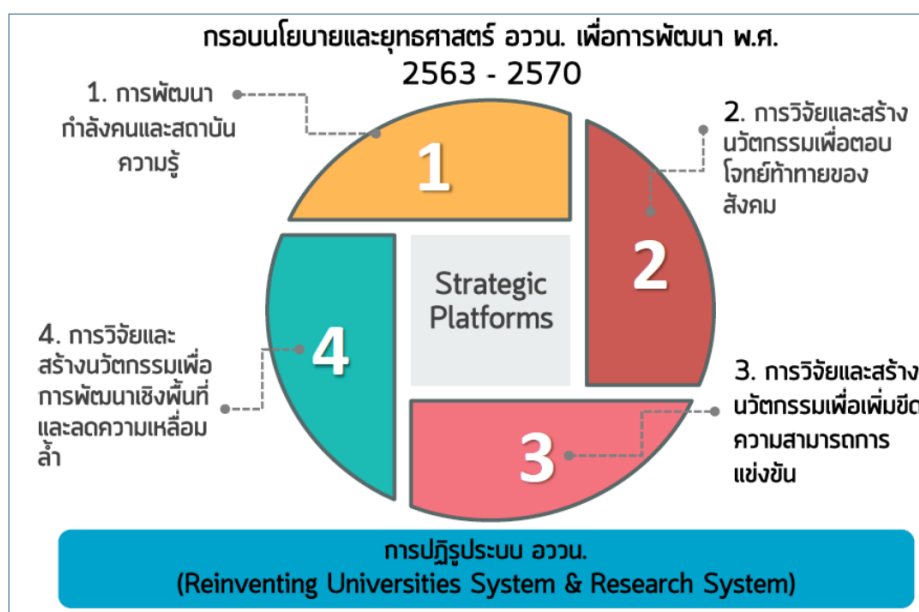 กรอบนโยบายและยุทธศาสตร์ อววน. เพื่อการพัฒนา พ.ศ.
2563 - 2570
1. การพัฒนา
กำลังคนและสถาบัน
ความรู้
2. การวิจัยและสร้าง
นวัตกรรมเพื่อตอบ
โจทย์ท้าทายของ
สังคม
1
2
Strategic
Platforms
4
3
4. การวิจัยและ
สร้างนวัตกรรมเพื่อ
การพัฒนาเชิงพื้นที่
และลดความเหลื่อม
ล้ำ
3. การวิจัยและสร้าง
นวัตกรรมเพื่อเพิ่มขีด
ความสามารถการ
แข่งขัน
การปฏิรูประบบ อววน.
(Reinventing Universities System & Research System)